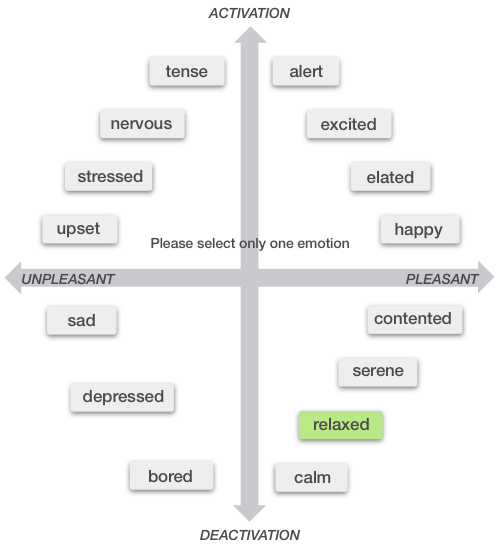 ACTIVATION
tense
alert
nervous
excited
stressed
elated
upset
happy
Please select only one emotion
UNPLEASANT
PLEASANT
sad
contented
serene
depressed
relaxed
bored
calm
DEACTIVATION